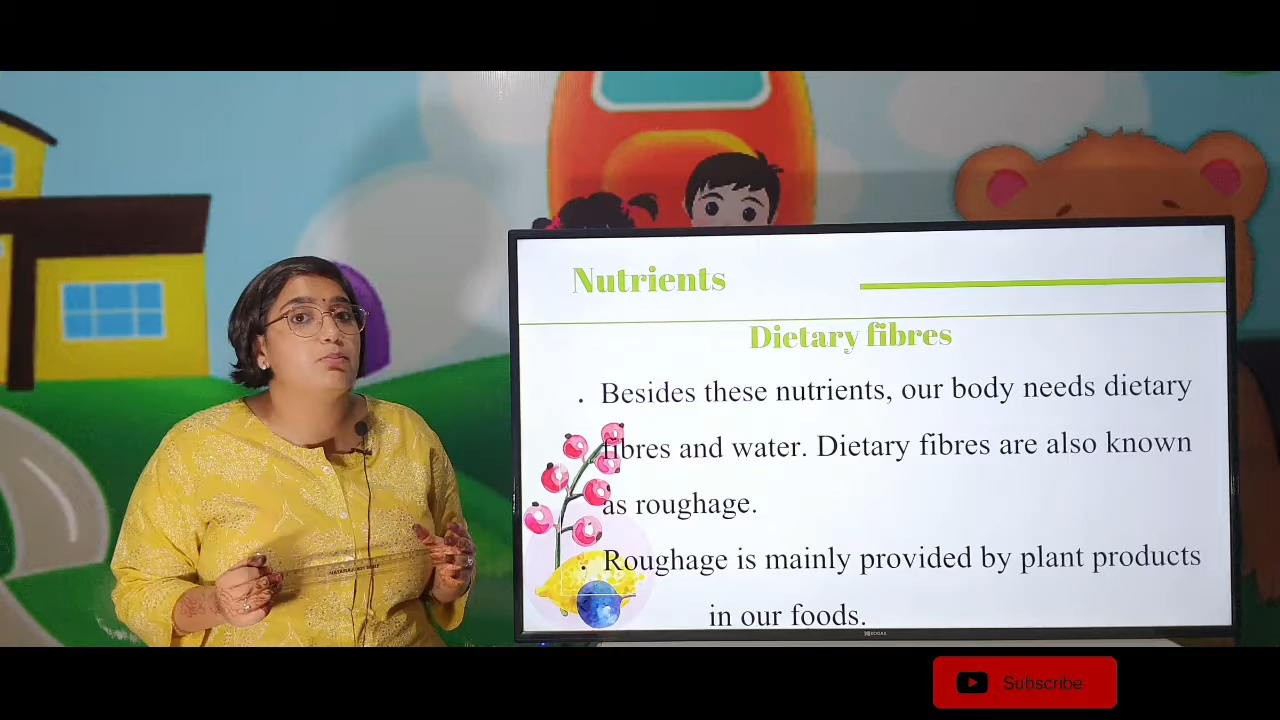 Nutrients
Dietary fibres
. Besides these nutrients, our body needs dietary
fibres and water. Dietary fibres are also known
as roughage.
. Roughage is mainly provided by plant products
in our foods.
Subscribe